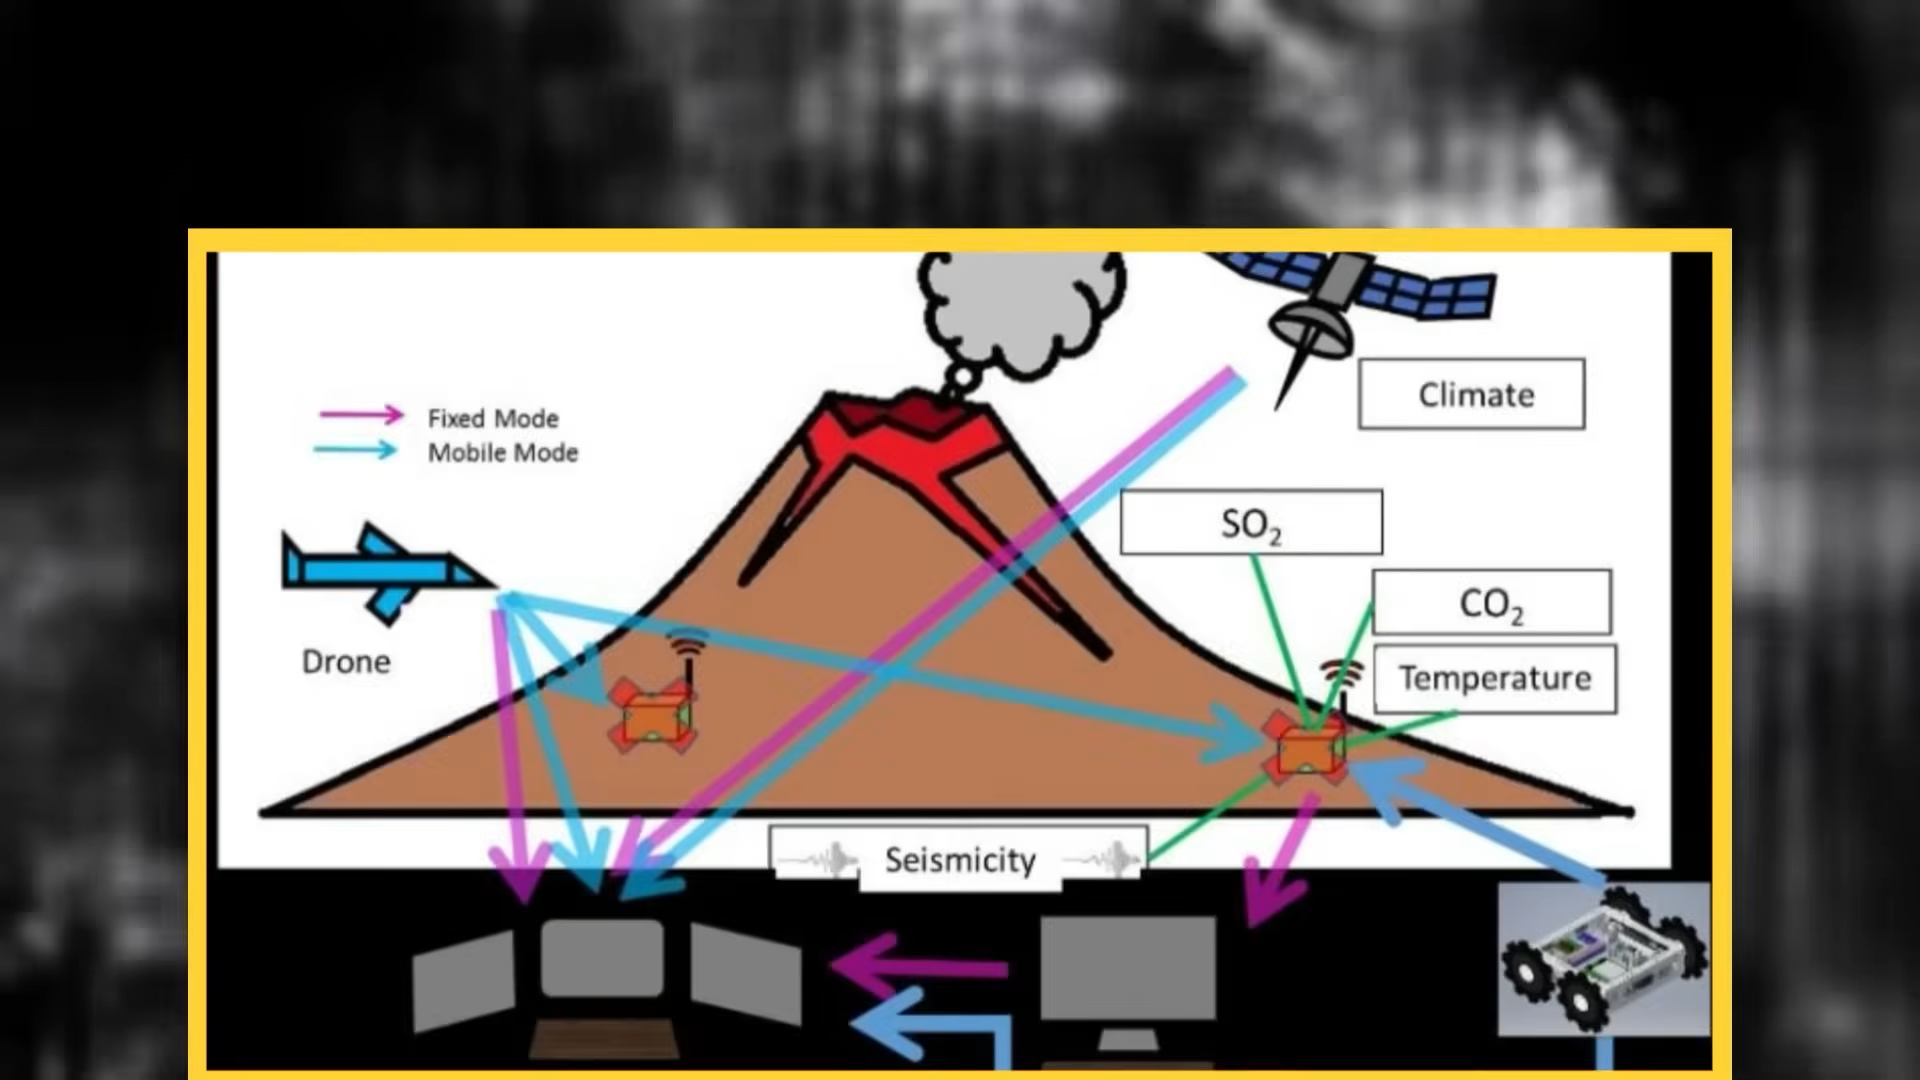 Fixed Mode
Mobile Mode
Climate
SO₂
CO₂
Drone
Temperature
Seismicity